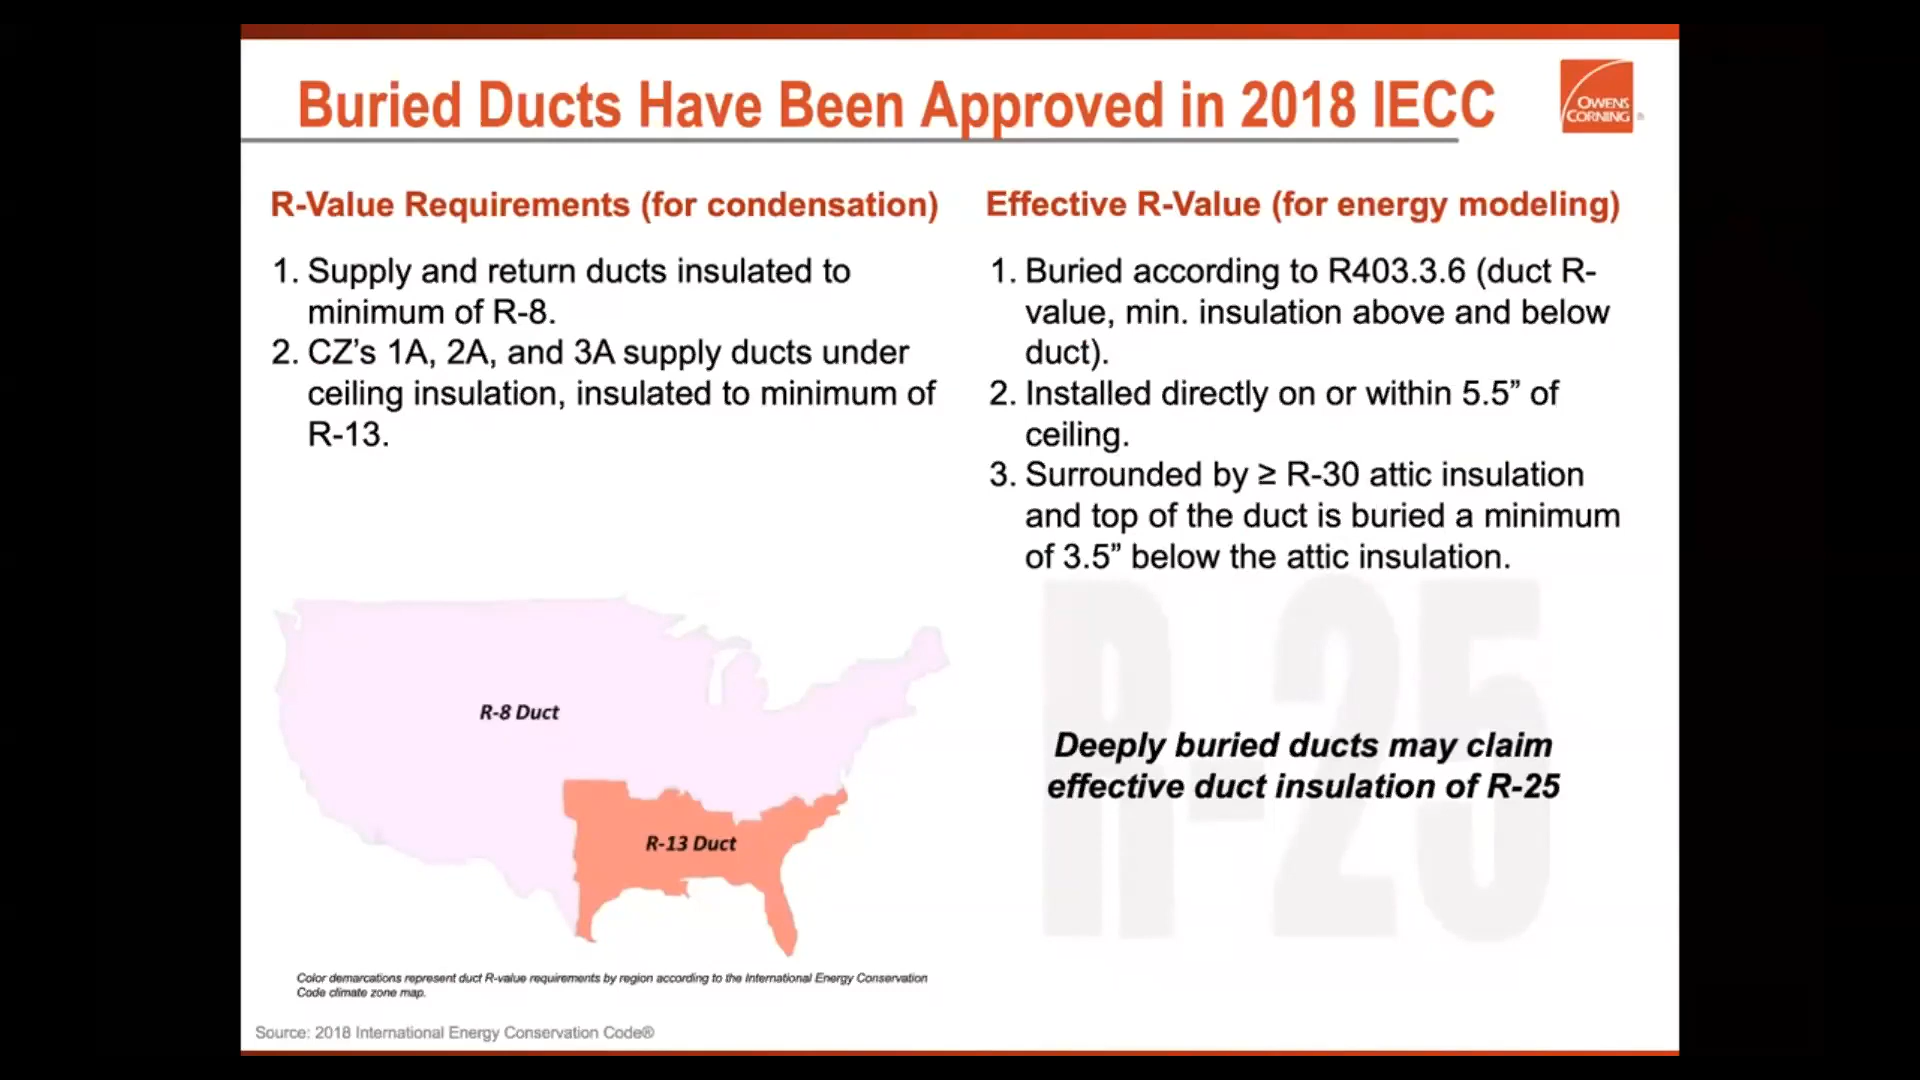 Buried Ducts Have Been Approved in 2018 IECC
OWENS
CORNING
®
R-Value Requirements (for condensation)
1. Supply and return ducts insulated to
minimum of R-8.
2. CZ’s 1A, 2A, and 3A supply ducts under
ceiling insulation, insulated to minimum of
R-13.
Effective R-Value (for energy modeling)
1. Buried according to R403.3.6 (duct R-
value, min. insulation above and below
duct).
2. Installed directly on or within 5.5” of
ceiling.
3. Surrounded by ≥ R-30 attic insulation
and top of the duct is buried a minimum
of 3.5” below the attic insulation.
R-8 Duct
R-13 Duct
R-25
Deeply buried ducts may claim
effective duct insulation of R-25
Color demarcations represent duct R-value requirements by region according to the International Energy Conservation
Code climate zone map.
Source: 2018 International Energy Conservation Code®